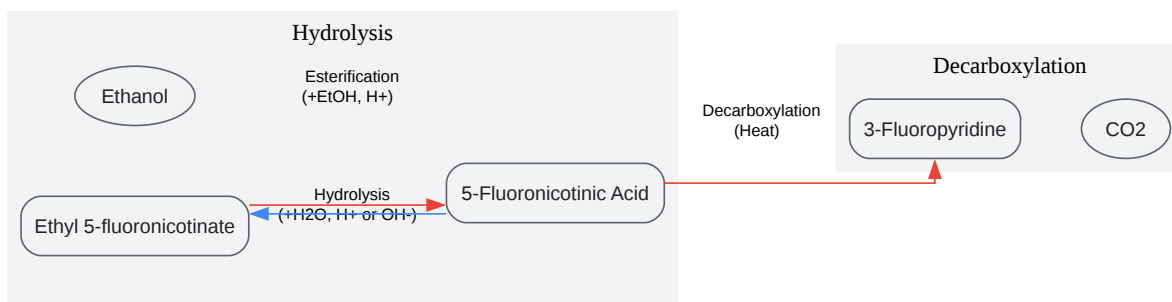 Hydrolysis
Esterification
(+EtOH, H+)
Ethanol
Hydrolysis
(+H2O, H+ or OH-)
Ethyl 5-fluoronicotinate
5-Fluoronicotinic Acid
Decarboxylation
(Heat)
Decarboxylation
3-Fluoropyridine
CO2